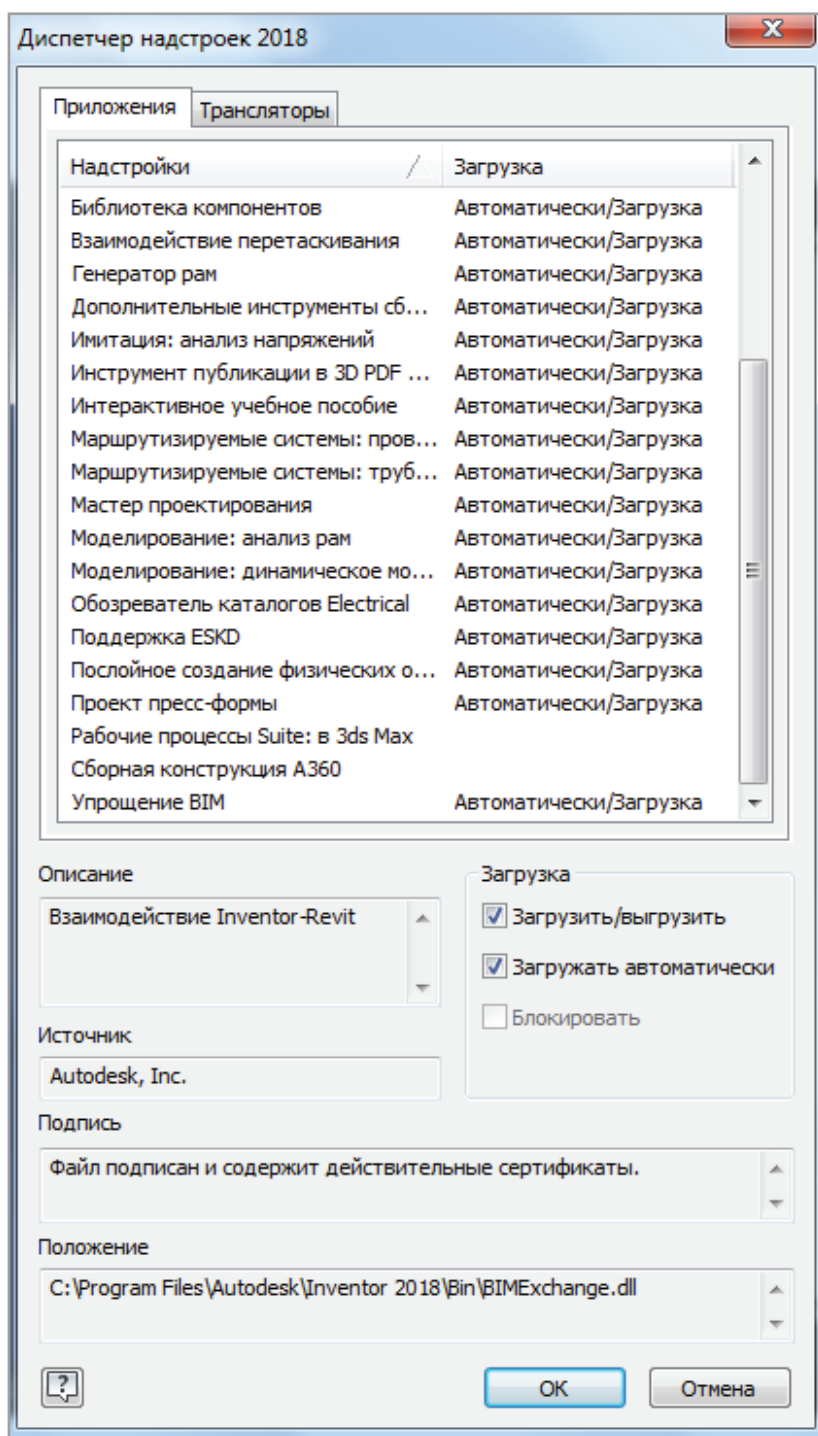 Диспетчер надстроек 2018
Приложения Трансляторы
Надстройки Загрузка
Библиотека компонентов Автоматически/Загрузка
Взаимодействие перетаскивания Автоматически/Загрузка
Генератор рам Автоматически/Загрузка
Дополнительные инструменты сб... Автоматически/Загрузка
Имитация: анализ напряжений Автоматически/Загрузка
Инструмент публикации в 3D PDF ... Автоматически/Загрузка
Интерактивное учебное пособие Автоматически/Загрузка
Маршрутизируемые системы: пров... Автоматически/Загрузка
Маршрутизируемые системы: труб... Автоматически/Загрузка
Мастер проектирования Автоматически/Загрузка
Моделирование: анализ рам Автоматически/Загрузка
Моделирование: динамическое мо... Автоматически/Загрузка
Обозреватель каталогов Electrical Автоматически/Загрузка
Поддержка ESKD Автоматически/Загрузка
Послойное создание физических о... Автоматически/Загрузка
Проект пресс-формы Автоматически/Загрузка
Рабочие процессы Suite: в 3ds Max
Сборная конструкция A360
Упрощение BIM Автоматически/Загрузка
Описание
Взаимодействие Inventor-Revit
Загрузка
Загрузить/выгрузить
Загружать автоматически
Блокировать
Источник
Autodesk, Inc.
Подпись
Файл подписан и содержит действительные сертификаты.
Положение
C:\Program Files\Autodesk\Inventor 2018\Bin\BIMExchange.dll
? ОК Отмена